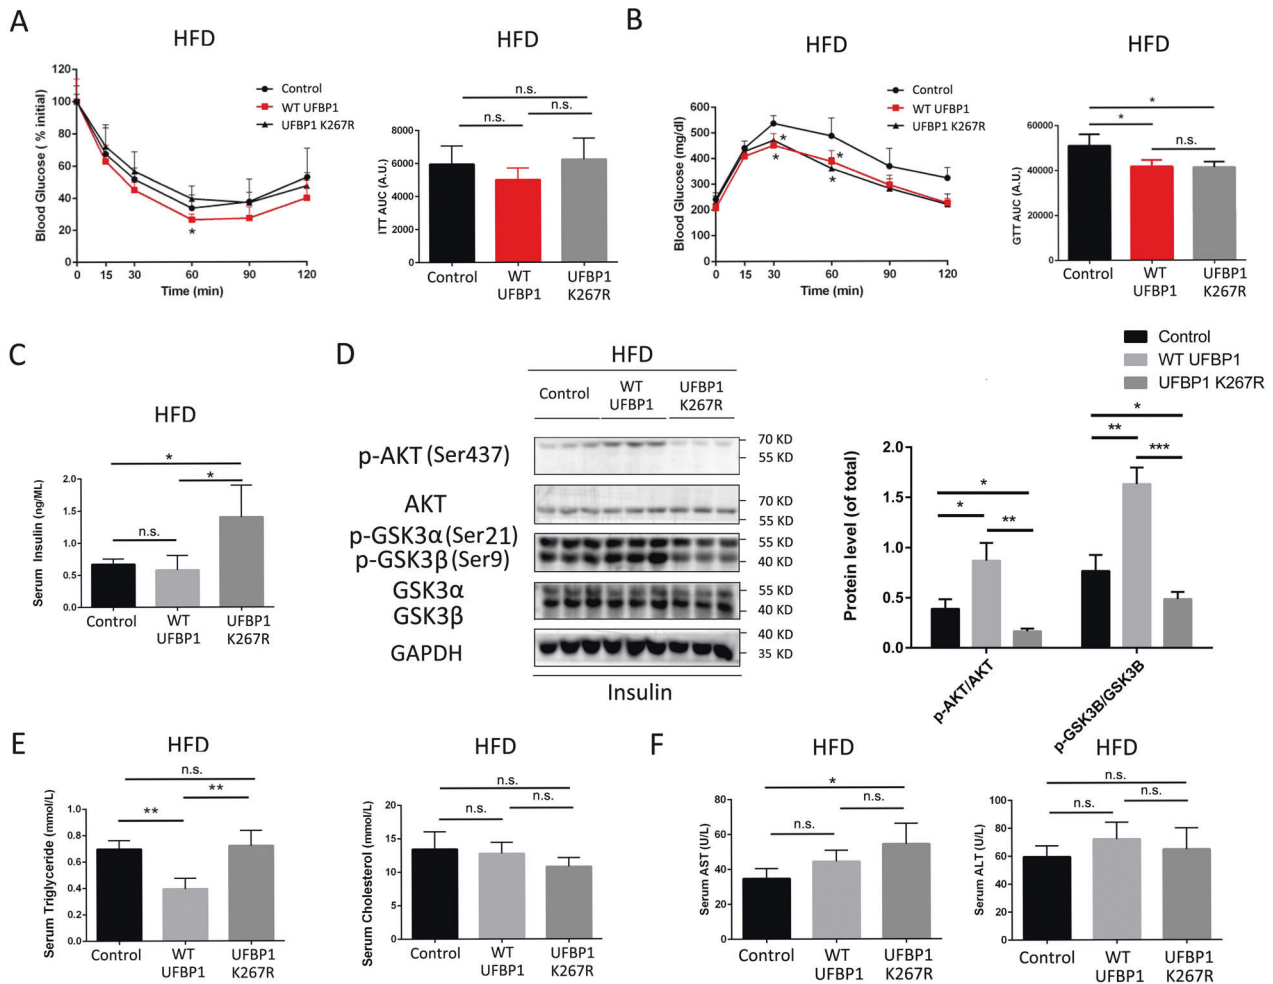 A
HFD
Blood Glucose ( % initial)
120
100
80
60
40
20
0
0 15 30 60 90 120
Time (min)
Control
WT UFBP1
UFBP1 K267R
*
HFD
n.s.
n.s.
n.s.
ITT AUC (A.U.)
8000
6000
4000
2000
0
Control
WT
UFBP1
UFBP1
K267R
B
HFD
Blood Glucose (mg/dl)
600
500
400
300
200
100
0
0 15 30 60 90 120
Time (min)
Control
WT UFBP1
UFBP1 K267R
*
*
*
*
HFD
*
*
n.s.
GTT AUC (A.U.)
60000
40000
20000
0
Control
WT
UFBP1
UFBP1
K267R
C
HFD
*
*
n.s.
Serum Insulin (ng/ML)
2.0
1.5
1.0
0.5
0.0
Control
WT
UFBP1
UFBP1
K267R
D
HFD
Control
WT
UFBP1
UFBP1
K267R
p-AKT (Ser437)
70 KD
55 KD
AKT
70 KD
55 KD
p-GSK3α (Ser21)
p-GSK3β (Ser9)
55 KD
40 KD
GSK3α
GSK3β
55 KD
40 KD
GAPDH
40 KD
35 KD
Insulin
Control
WT UFBP1
UFBP1 K267R
Protein level (of total)
2.0
1.5
1.0
0.5
0.0
*
*
**
*
**
***
p-AKT/AKT
p-GSK3B/GSK3B
E
HFD
n.s.
**
**
Serum Triglyceride (mmol/L)
1.0
0.8
0.6
0.4
0.2
0.0
Control
WT
UFBP1
UFBP1
K267R
HFD
n.s.
n.s.
n.s.
Serum Cholesterol (mmol/L)
20
15
10
5
0
Control
WT
UFBP1
UFBP1
K267R
F
HFD
*
n.s.
n.s.
Serum AST (U/L)
80
60
40
20
0
Control
WT
UFBP1
UFBP1
K267R
HFD
n.s.
n.s.
n.s.
Serum ALT (U/L)
100
80
60
40
20
0
Control
WT
UFBP1
UFBP1
K267R